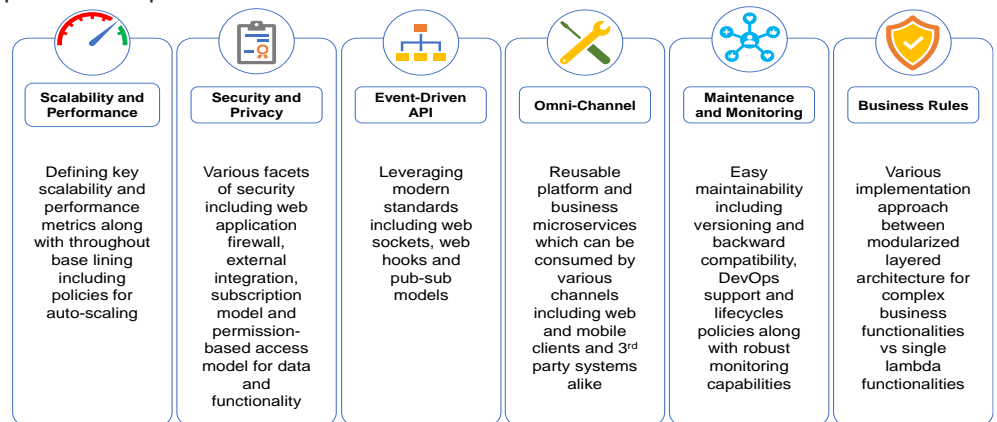 Scalability and
Performance
Defining key
scalability and
performance
metrics along
with throughout
base lining
including
policies for
auto-scaling
Security and
Privacy
Various facets
of security
including web
application
firewall,
external
integration,
subscription
model and
permission-
based access
model for data
and
functionality
Event-Driven
API
Leveraging
modern
standards
including web
sockets, web
hooks and
pub-sub
models
Omni-Channel
Reusable
platform and
business
microservices
which can be
consumed by
various
channels
including web
and mobile
clients and 3rd
party systems
alike
Maintenance
and Monitoring
Easy
maintainability
including
versioning and
backward
compatibility,
DevOps
support and
lifecycles
policies along
with robust
monitoring
capabilities
Business Rules
Various
implementation
approach
between
modularized
layered
architecture for
complex
business
functionalities
vs single
lambda
functionalities